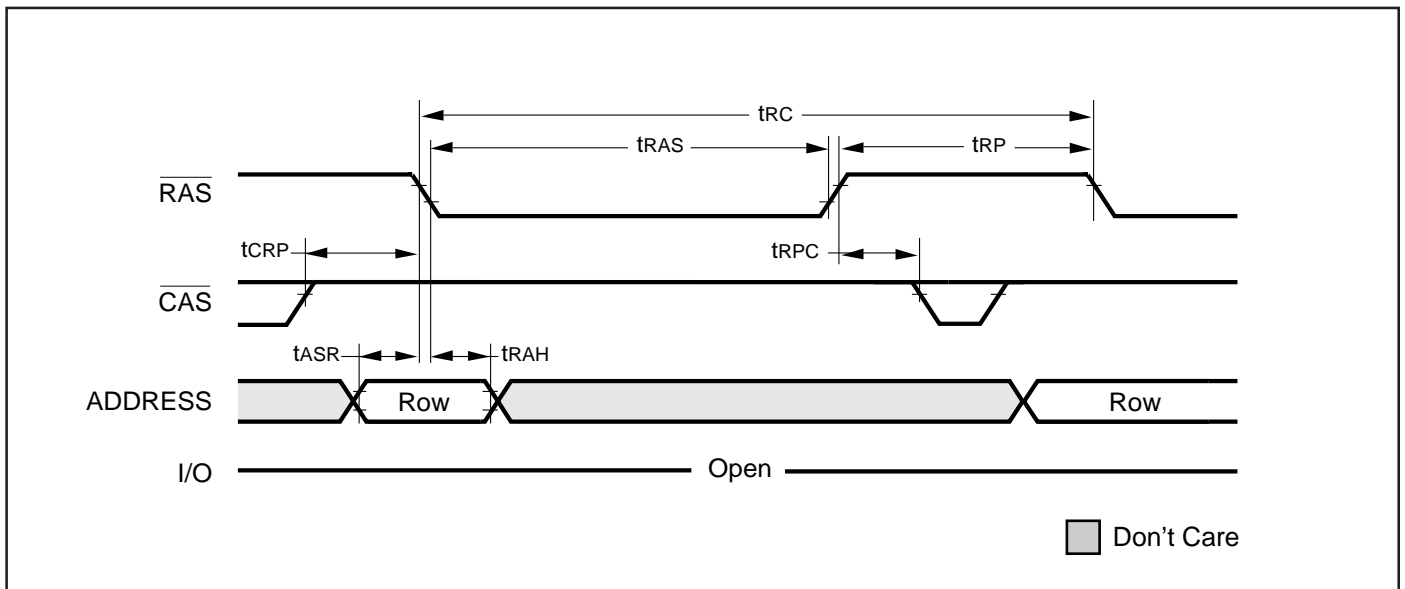 tRC
tRAS
tRP
RAS
tCRP
tRPC
CAS
tASR
tRAH
ADDRESS
Row
Row
I/O
Open
Don't Care